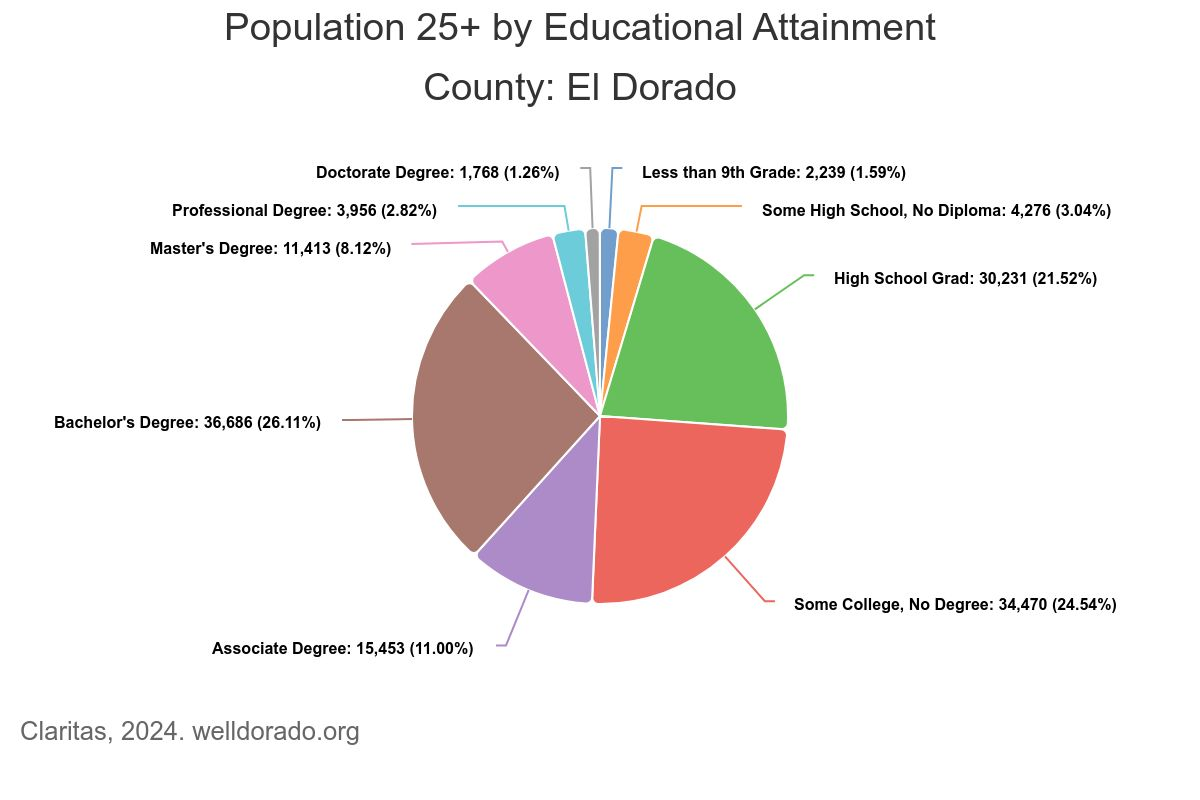 Population 25+ by Educational Attainment
County: El Dorado
Doctorate Degree: 1,768 (1.26%)
Less than 9th Grade: 2,239 (1.59%)
Professional Degree: 3,956 (2.82%)
Some High School, No Diploma: 4,276 (3.04%)
Master's Degree: 11,413 (8.12%)
High School Grad: 30,231 (21.52%)
Bachelor's Degree: 36,686 (26.11%)
Some College, No Degree: 34,470 (24.54%)
Associate Degree: 15,453 (11.00%)
Claritas, 2024. welldorado.org